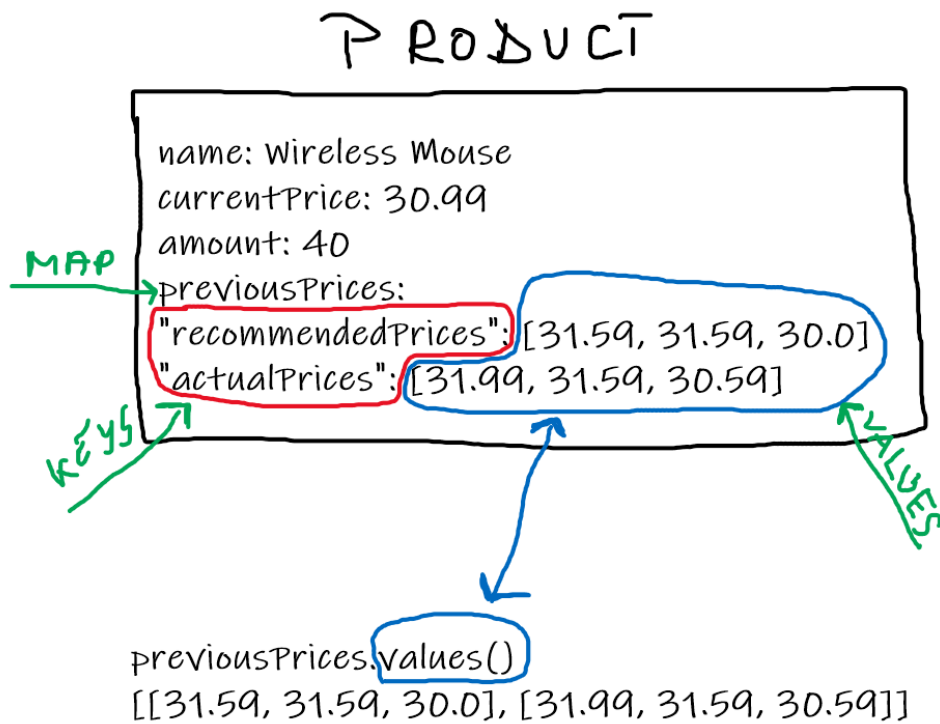 PRODUCT
name: Wireless Mouse
currentPrice: 30.99
amount: 40
MAP
previousPrices:
"recommendedPrices": [31.59, 31.59, 30.0]
"actualPrices": [31.99, 31.59, 30.59]
KEYS
VALUES
previousPrices.values()
[[31.59, 31.59, 30.0], [31.99, 31.59, 30.59]]